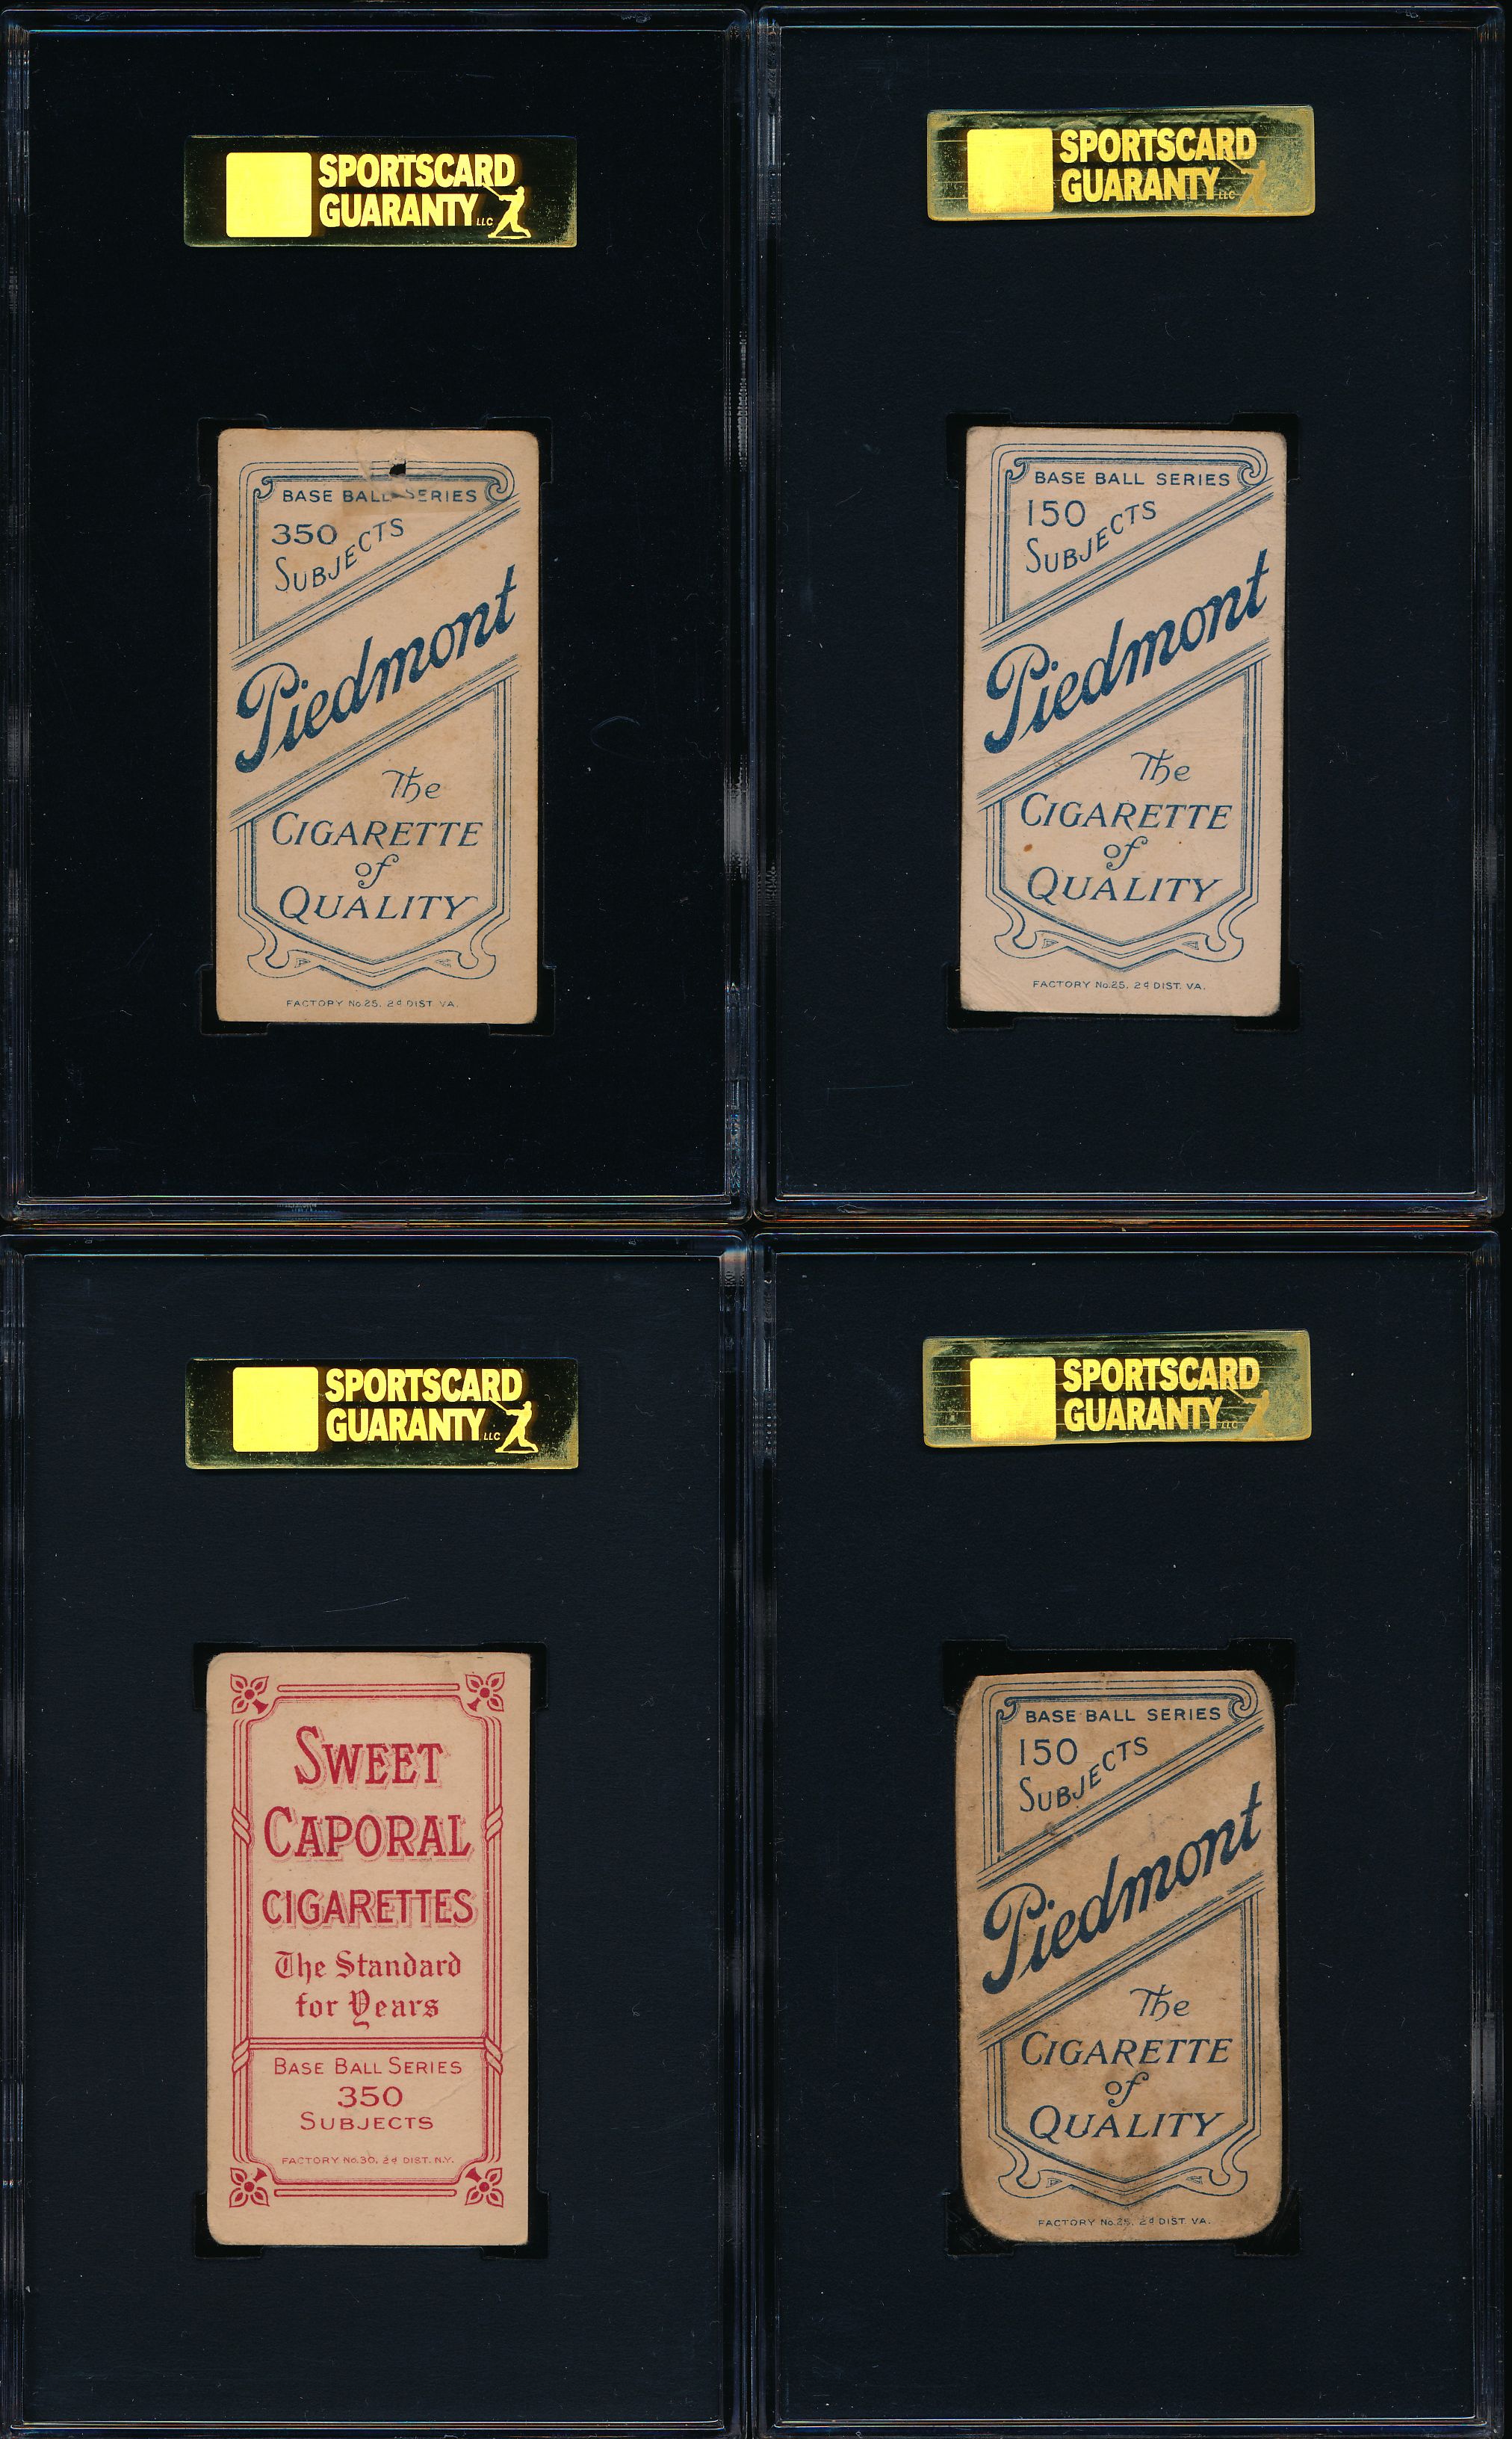 SPORTSCARD
GUARANTY LLC
BASE BALL SERIES
350
SUBJECTS
Piedmont
The
CIGARETTE
of
QUALITY
FACTORY No.25, 2d DIST. VA.
SPORTSCARD
GUARANTY LLC
BASE BALL SERIES
150
SUBJECTS
Piedmont
The
CIGARETTE
of
QUALITY
FACTORY No.25, 2d DIST. VA.
SPORTSCARD
GUARANTY LLC
SWEET
CAPORAL
CIGARETTES
The Standard
for Years
BASE BALL SERIES
350
SUBJECTS
FACTORY No.30, 2d DIST. N.Y.
SPORTSCARD
GUARANTY LLC
BASE BALL SERIES
150
SUBJECTS
Piedmont
The
CIGARETTE
of
QUALITY
FACTORY No.25, 2d DIST. VA.